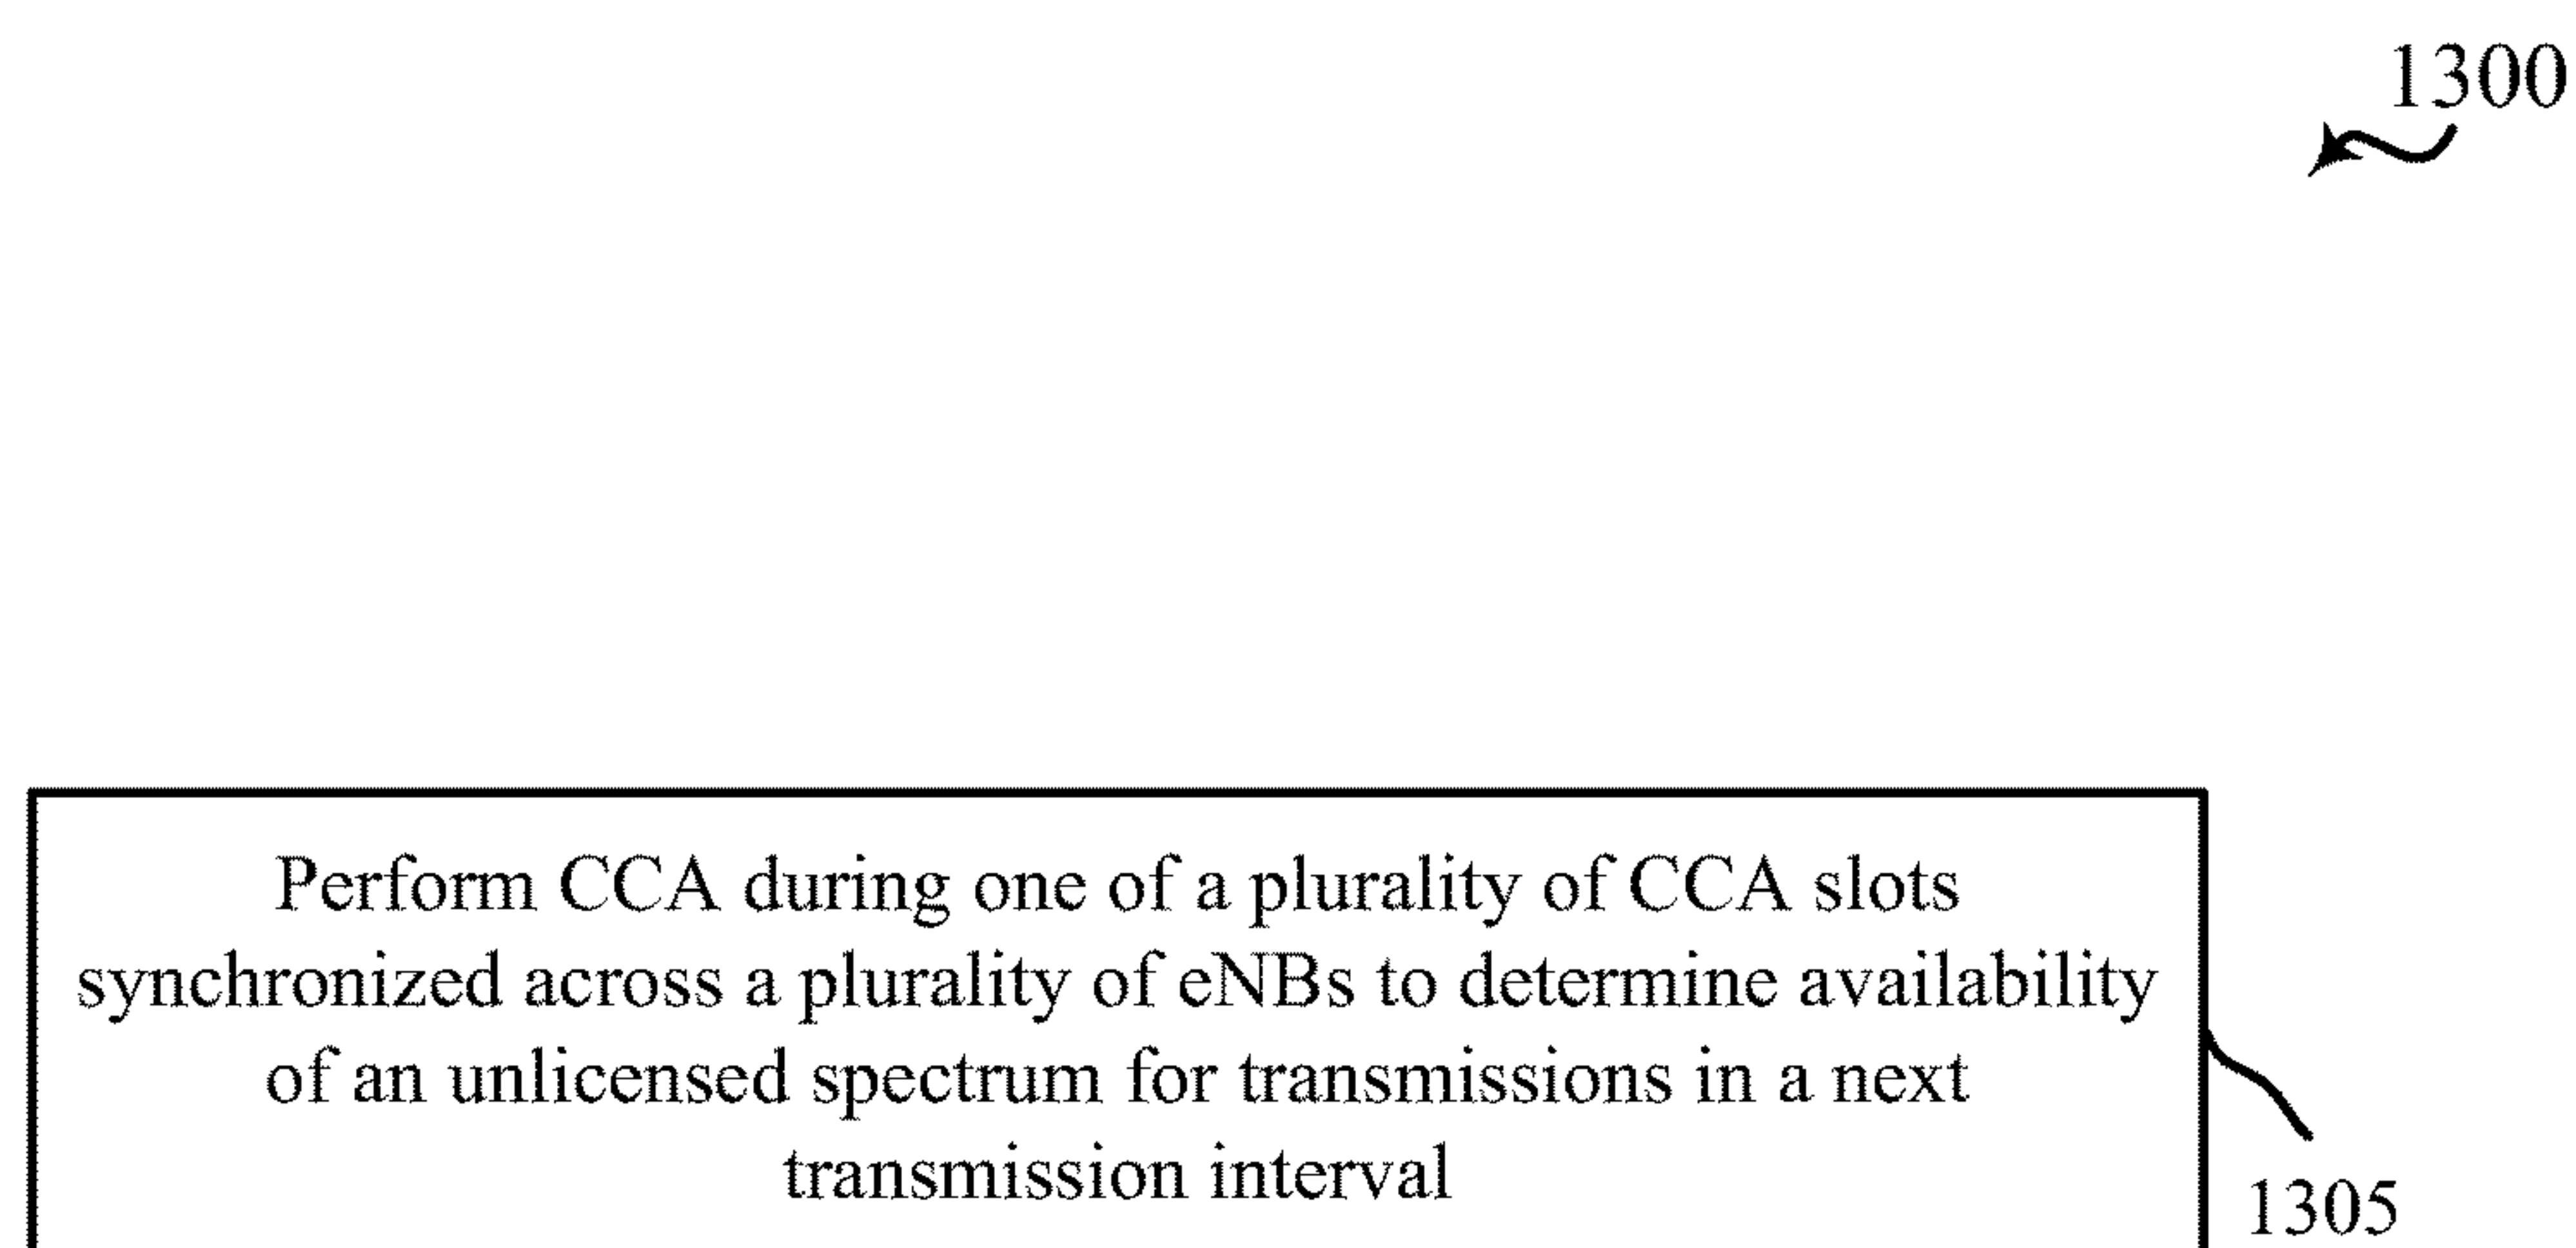 1300
Perform CCA during one of a plurality of CCA slots
synchronized across a plurality of eNBs to determine availability
of an unlicensed spectrum for transmissions in a next
transmission interval
1305